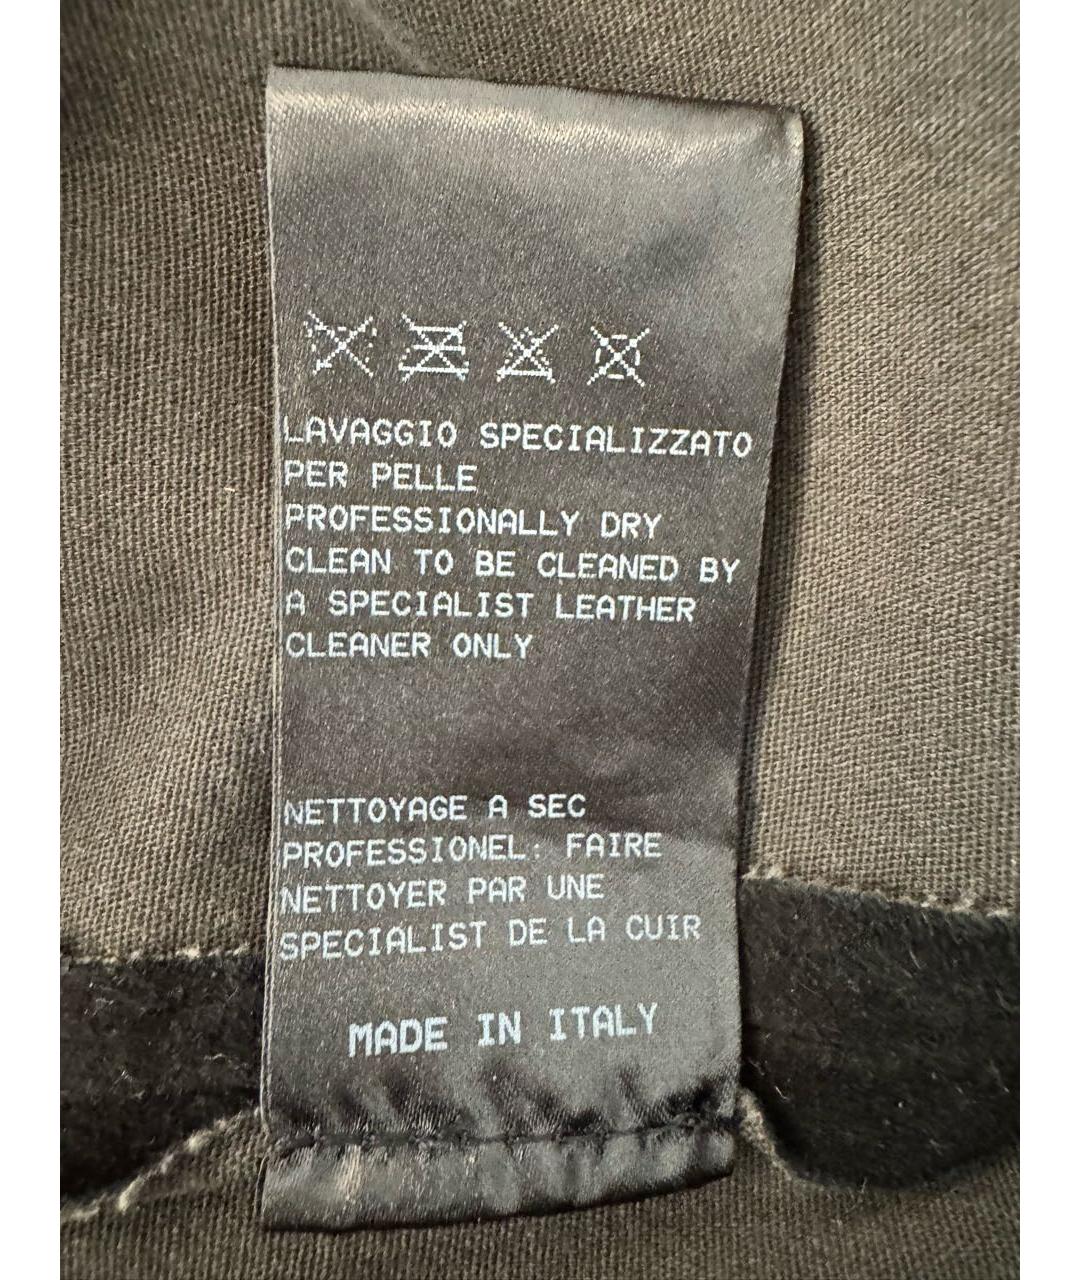 LAVAGGIO SPECIALIZZATO
PER PELLE
PROFESSIONALLY DRY
CLEAN TO BE CLEANED BY
A SPECIALIST LEATHER
CLEANER ONLY
NETTOYAGE A SEC
PROFESSIONEL: FAIRE
NETTOYER PAR UNE
SPECIALIST DE LA CUIR
MADE IN ITALY